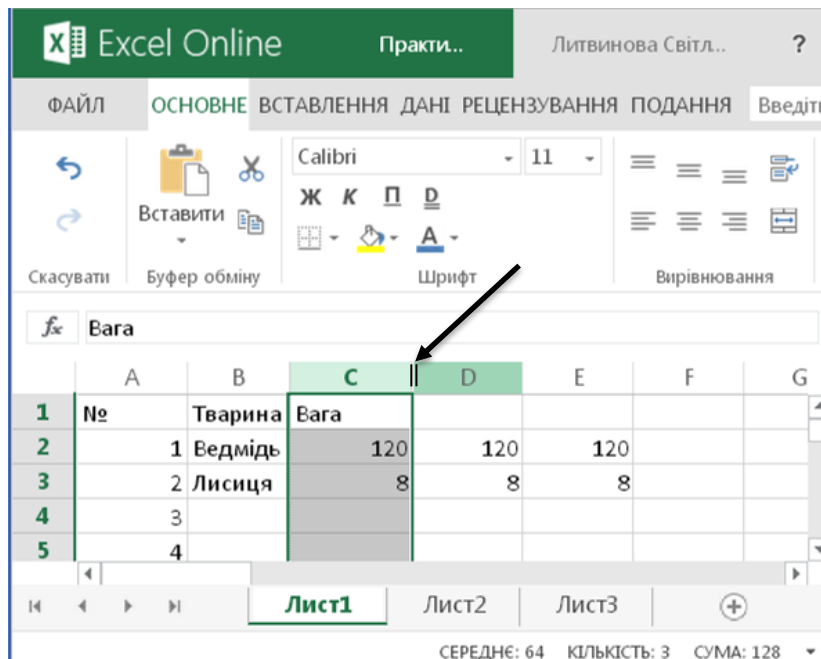 Excel Online Практи... Литвинова Світл... ?
ФАЙЛ ОСНОВНЕ ВСТАВЛЕННЯ ДАНІ РЕЦЕНЗУВАННЯ ПОДАННЯ Введіть
Calibri 11
Ж К П D
Вставити
А
Скасувати Буфер обміну Шрифт Вирівнювання
fx Вага
A B C D E F G
1 № Тварина Вага
2 1 Ведмідь 120 120 120
3 2 Лисиця 8 8 8
4 3
5 4
Лист1 Лист2 Лист3
СЕРЕДНЄ: 64 КІЛЬКІСТЬ: 3 СУМА: 128